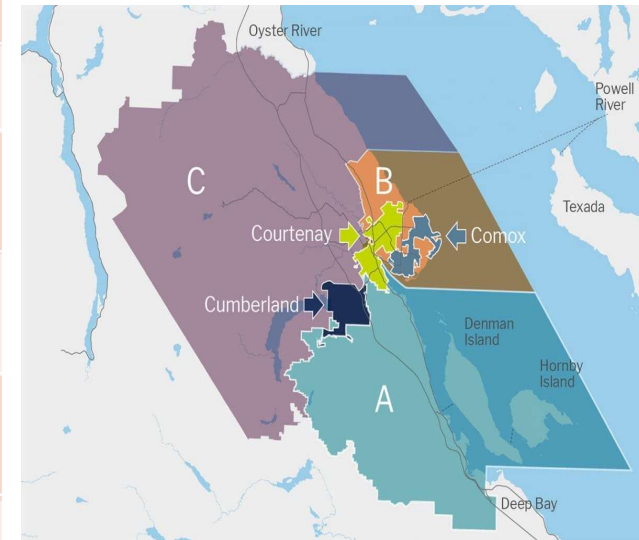 Oyster River
Powell
River
C
B
Texada
Courtenay
Comox
Cumberland
Denman
Island
Hornby
Island
A
Deep Bay